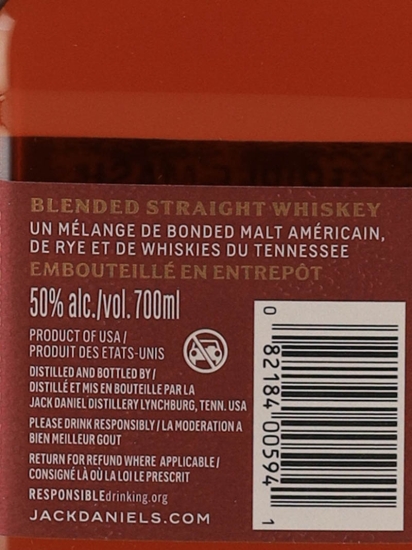 BLENDED STRAIGHT WHISKEY
UN MÉLANGE DE BONDED MALT AMÉRICAIN,
DE RYE ET DE WHISKIES DU TENNESSEE
EMBOUTEILLÉ EN ENTREPÔT
50% alc./vol. 700ml
PRODUCT OF USA/
PRODUIT DES ETATS-UNIS
DISTILLED AND BOTTLED BY/
DISTILLÉ ET MIS EN BOUTEILLE PAR LA
JACK DANIEL DISTILLERY LYNCHBURG, TENN. USA
PLEASE DRINK RESPONSIBLY/LA MODERATION A
BIEN MEILLEUR GOUT
RETURN FOR REFUND WHERE APPLICABLE/
CONSIGNÉ LÀ OÙ LA LOI LE PRESCRIT
RESPONSIBLEdrinking.org
JACKDANIELS.COM
0 82184 00594 1